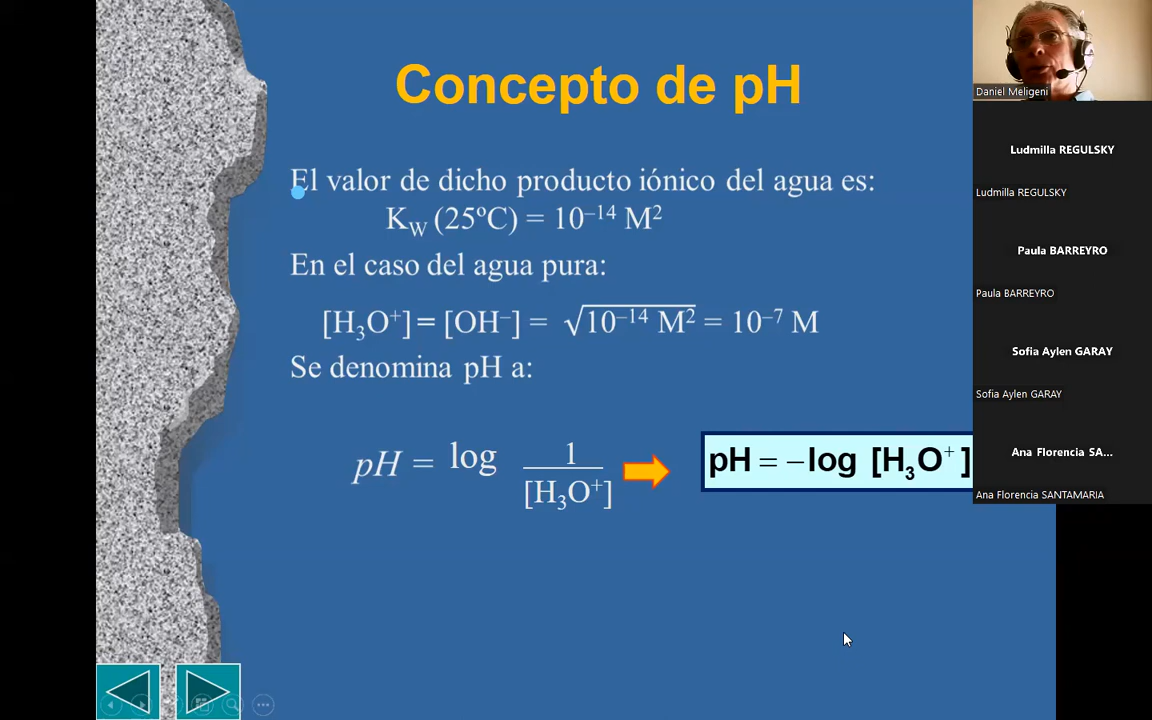 Concepto de pH
El valor de dicho producto iónico del agua es:
K_W (25ºC) = 10⁻¹⁴ M²
En el caso del agua pura:
[H₃O⁺] = [OH⁻] = √10⁻¹⁴ M² = 10⁻⁷ M
Se denomina pH a:
pH = log 1/[H₃O⁺]
pH = −log [H₃O⁺]
Daniel Meligeni
Ludmilla REGULSKY
Ludmilla REGULSKY
Paula BARREYRO
Paula BARREYRO
Sofia Aylen GARAY
Sofia Aylen GARAY
Ana Florencia SA...
Ana Florencia SANTAMARIA